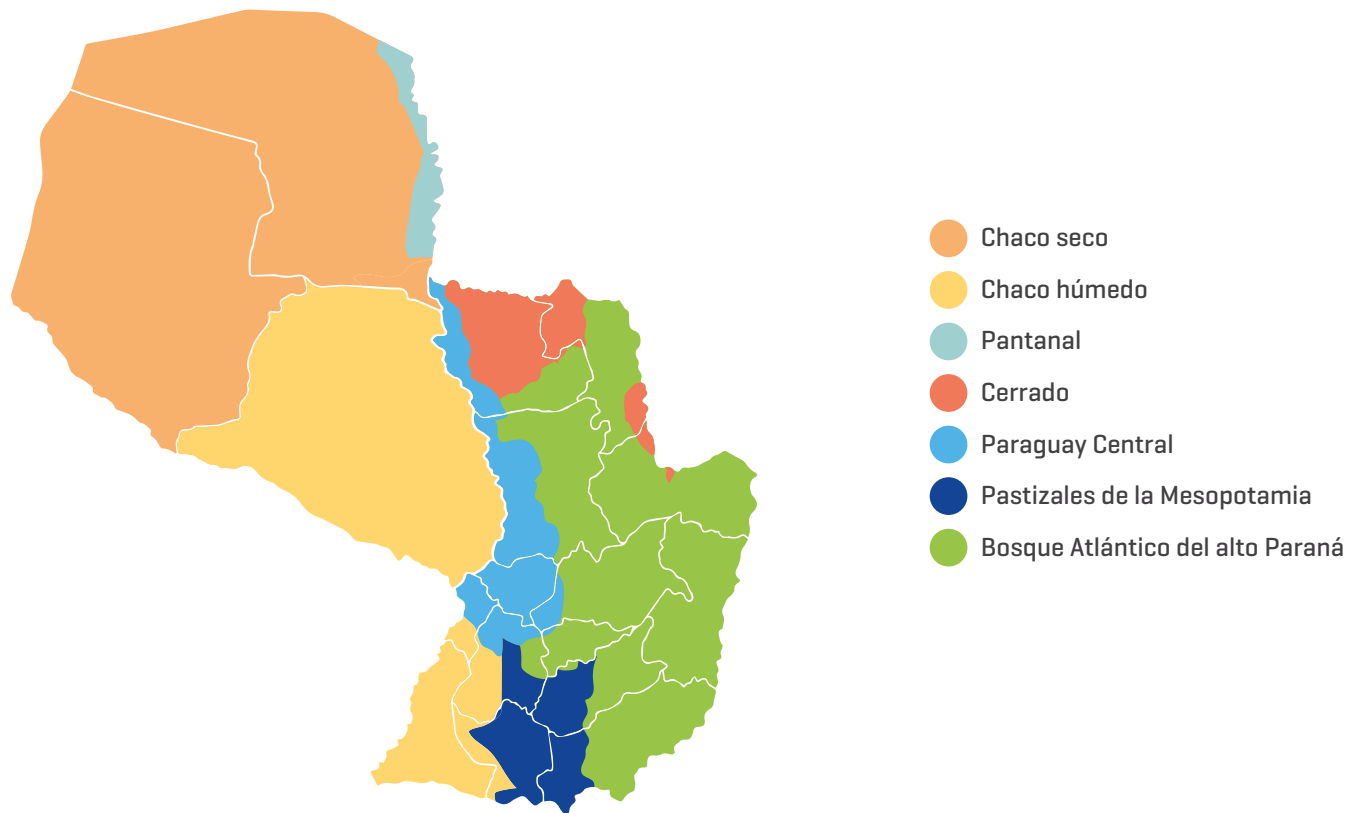 Chaco seco
Chaco húmedo
Pantanal
Cerrado
Paraguay Central
Pastizales de la Mesopotamia
Bosque Atlántico del alto Paraná